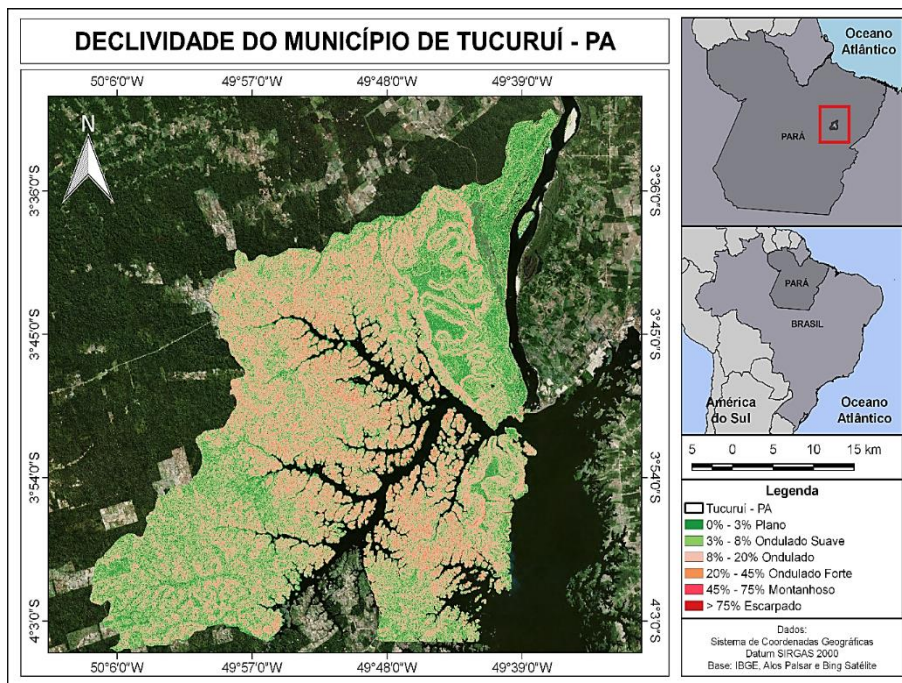 DECLIVIDADE DO MUNICÍPIO DE TUCURUÍ - PA
50°6'0"W 49°57'0"W 49°48'0"W 49°39'0"W
N
3°36'0"S 3°36'0"S
3°45'0"S 3°45'0"S
3°54'0"S 3°54'0"S
4°3'0"S 4°3'0"S
50°6'0"W 49°57'0"W 49°48'0"W 49°39'0"W
Oceano
Atlântico
PARÁ
PARÁ
BRASIL
América
do Sul
Oceano
Atlântico
5 0 5 10 15 km
Legenda
Tucuruí - PA
0% - 3% Plano
3% - 8% Ondulado Suave
8% - 20% Ondulado
20% - 45% Ondulado Forte
45% - 75% Montanhoso
> 75% Escarpado
Dados:
Sistema de Coordenadas Geográficas
Datum SIRGAS 2000
Base: IBGE, Alos Palsar e Bing Satélite